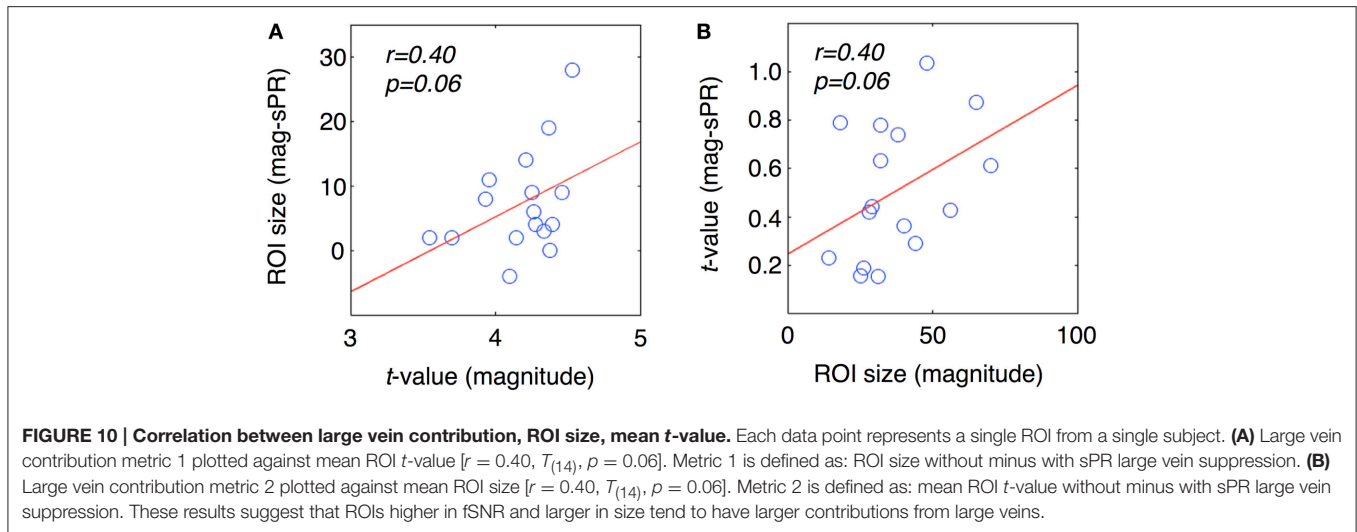 A
r=0.40
p=0.06
30
20
10
0
ROI size (mag-sPR)
3 4 5
t-value (magnitude)
B
r=0.40
p=0.06
1.0
0.8
0.6
0.4
0.2
t-value (mag-sPR)
0 50 100
ROI size (magnitude)
FIGURE 10 | Correlation between large vein contribution, ROI size, mean t-value. Each data point represents a single ROI from a single subject. (A) Large vein
contribution metric 1 plotted against mean ROI t-value [r = 0.40, T(14), p = 0.06]. Metric 1 is defined as: ROI size without minus with sPR large vein suppression. (B)
Large vein contribution metric 2 plotted against mean ROI size [r = 0.40, T(14), p = 0.06]. Metric 2 is defined as: mean ROI t-value without minus with sPR large vein
suppression. These results suggest that ROIs higher in fSNR and larger in size tend to have larger contributions from large veins.